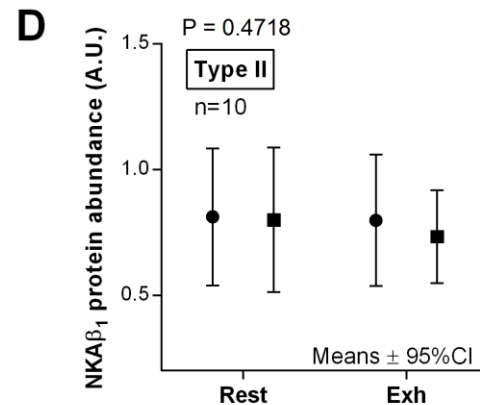 D
P = 0.4718
Type II
n=10
NKAβ₁ protein abundance (A.U.)
1.5
1.0
0.5
Means ± 95%CI
Rest Exh